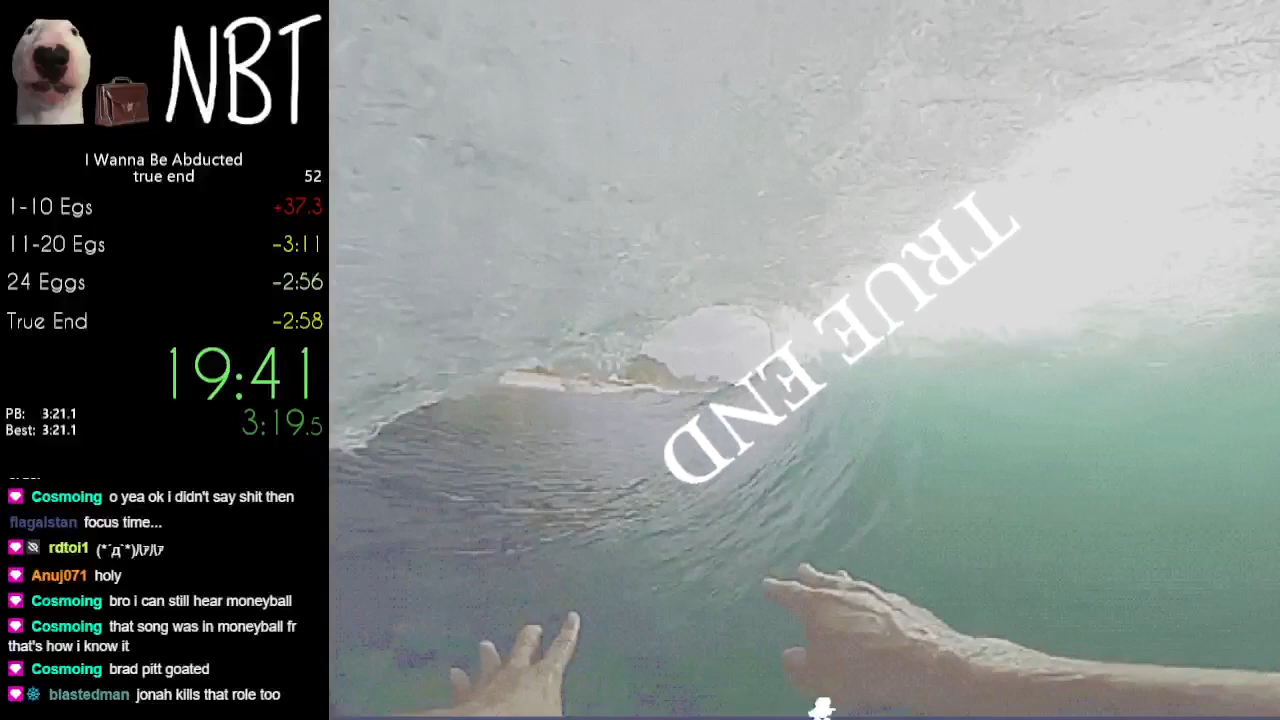 NBT
I Wanna Be Abducted
true end
52
1-10 Egs +37.3
11-20 Egs -3:11
24 Eggs -2:56
True End -2:58
19:41
PB: 3:21.1
Best: 3:21.1
3:19.5
Cosmoing o yea ok i didn't say shit then
flagalstan focus time...
rdtoi1 (*´д`*)ﾊｧﾊｧ
Anuj071 holy
Cosmoing bro i can still hear moneyball
Cosmoing that song was in moneyball fr
that's how i know it
Cosmoing brad pitt goated
blastedman jonah kills that role too
TRUE END